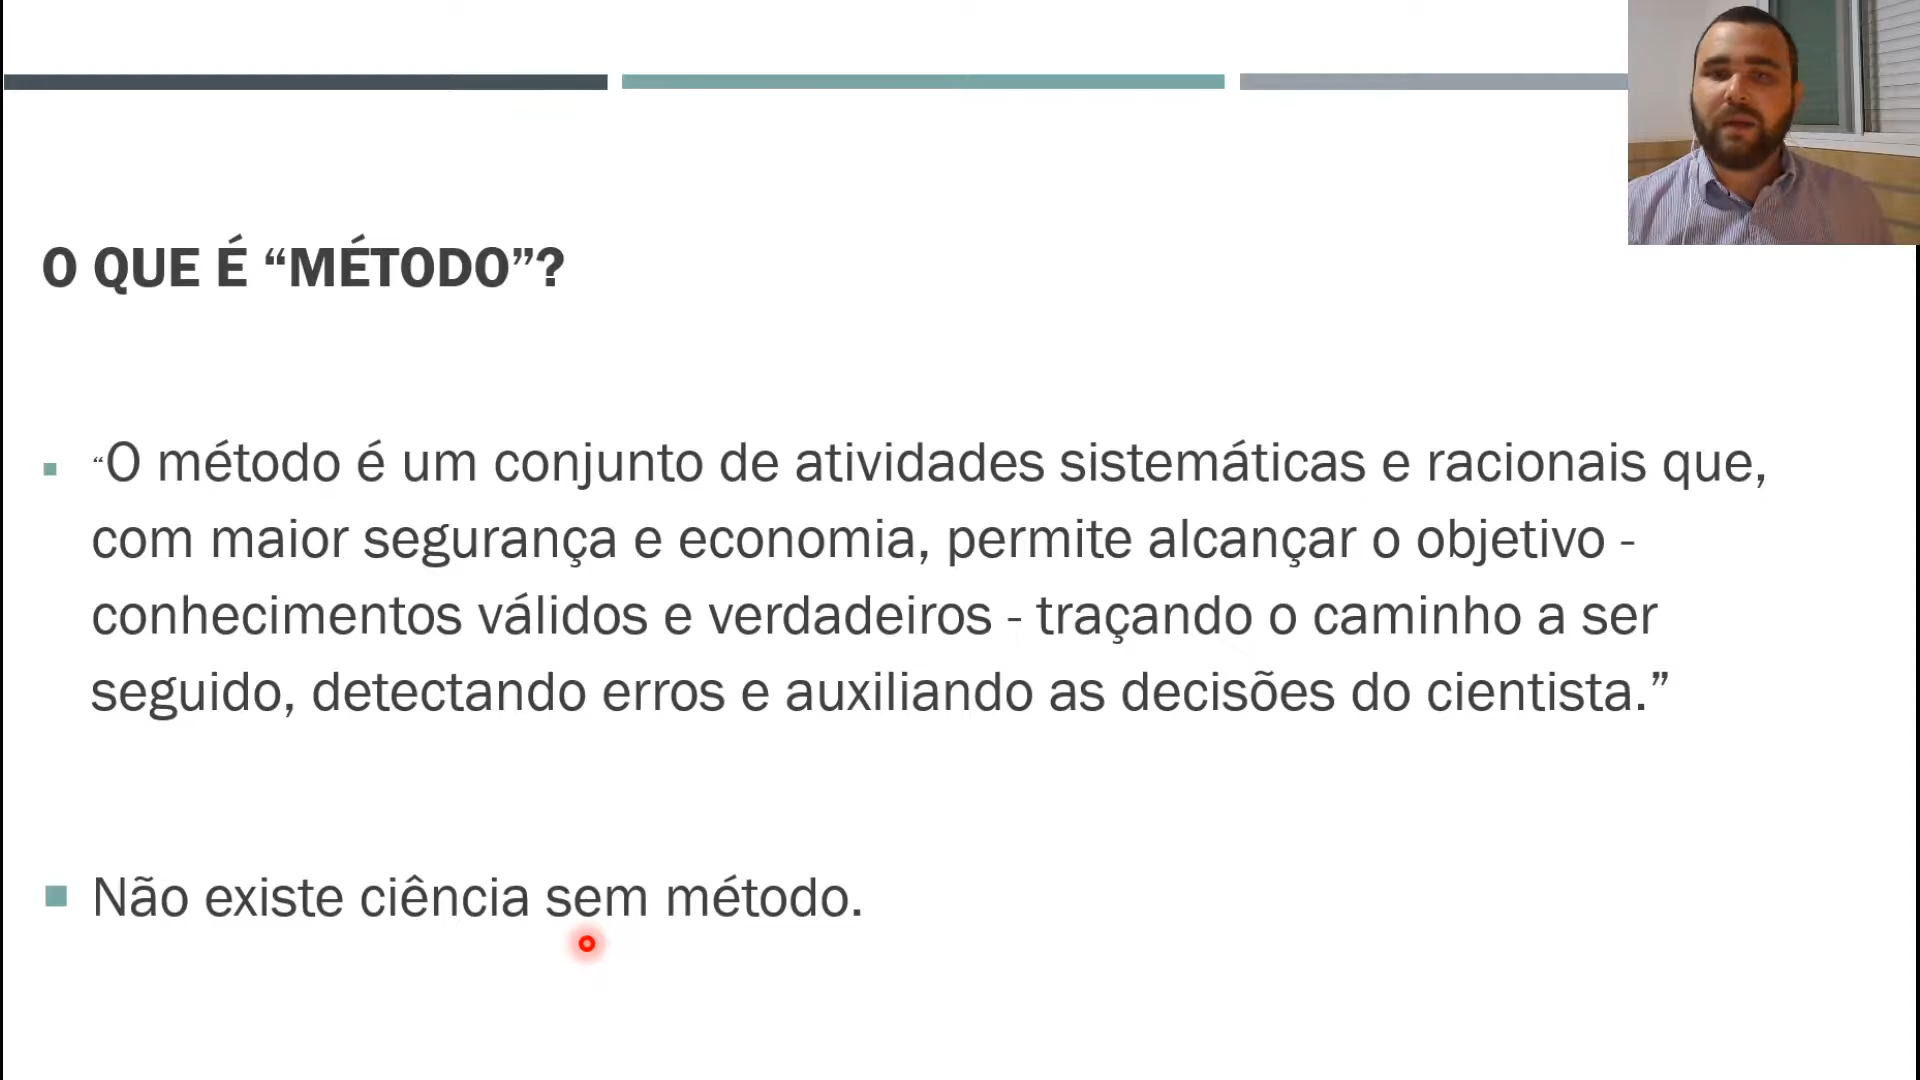 O QUE É “MÉTODO”?
“O método é um conjunto de atividades sistemáticas e racionais que,
com maior segurança e economia, permite alcançar o objetivo -
conhecimentos válidos e verdadeiros - traçando o caminho a ser
seguido, detectando erros e auxiliando as decisões do cientista.”
Não existe ciência sem método.